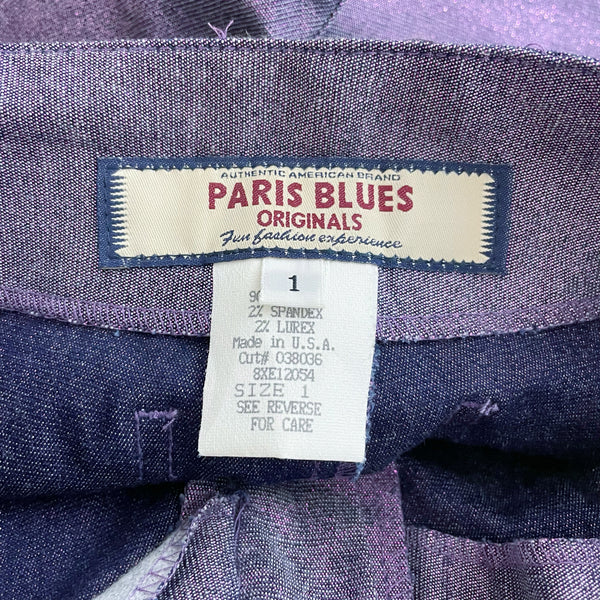 AUTHENTIC AMERICAN BRAND
PARIS BLUES
ORIGINALS
Fun fashion experience
1
2% SPANDEX
2% LUREX
Made in U.S.A.
Cut# 038036
8XE12054
SIZE 1
SEE REVERSE
FOR CARE